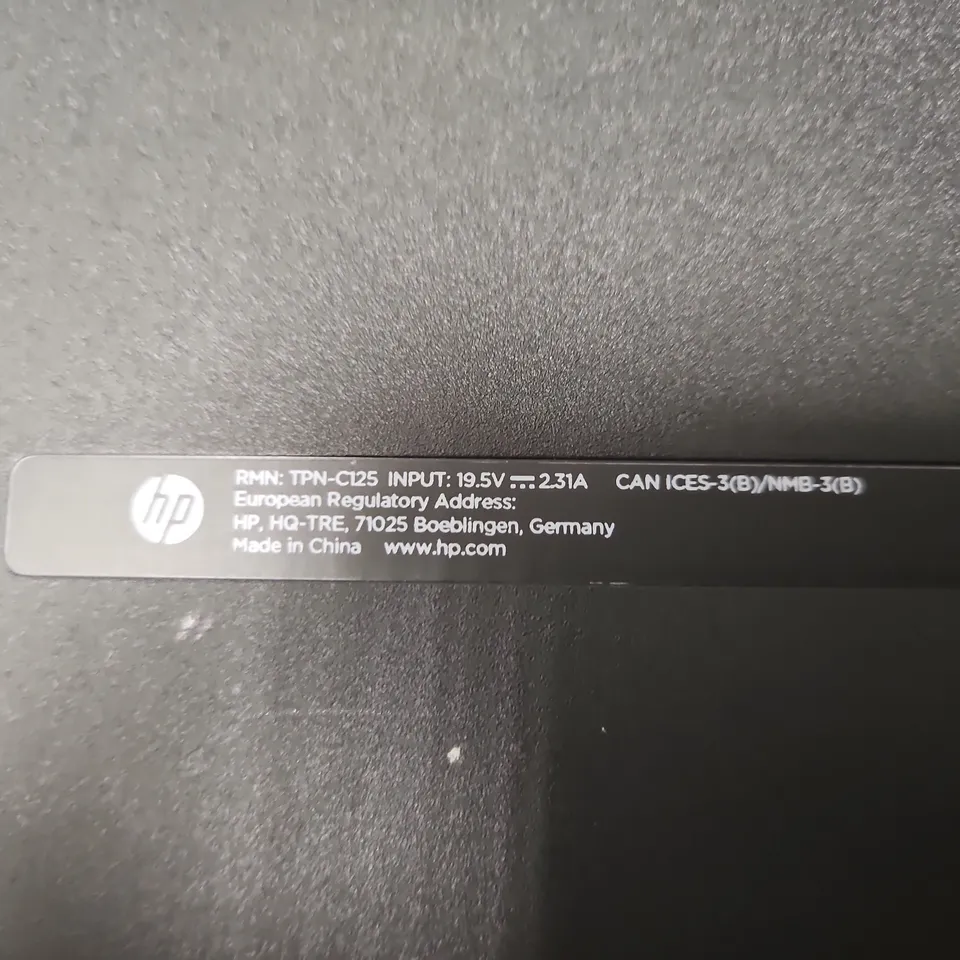 hp
RMN: TPN-C125 INPUT: 19.5V ⎓ 2.31A CAN ICES-3(B)/NMB-3(B)
European Regulatory Address:
HP, HQ-TRE, 71025 Boeblingen, Germany
Made in China www.hp.com